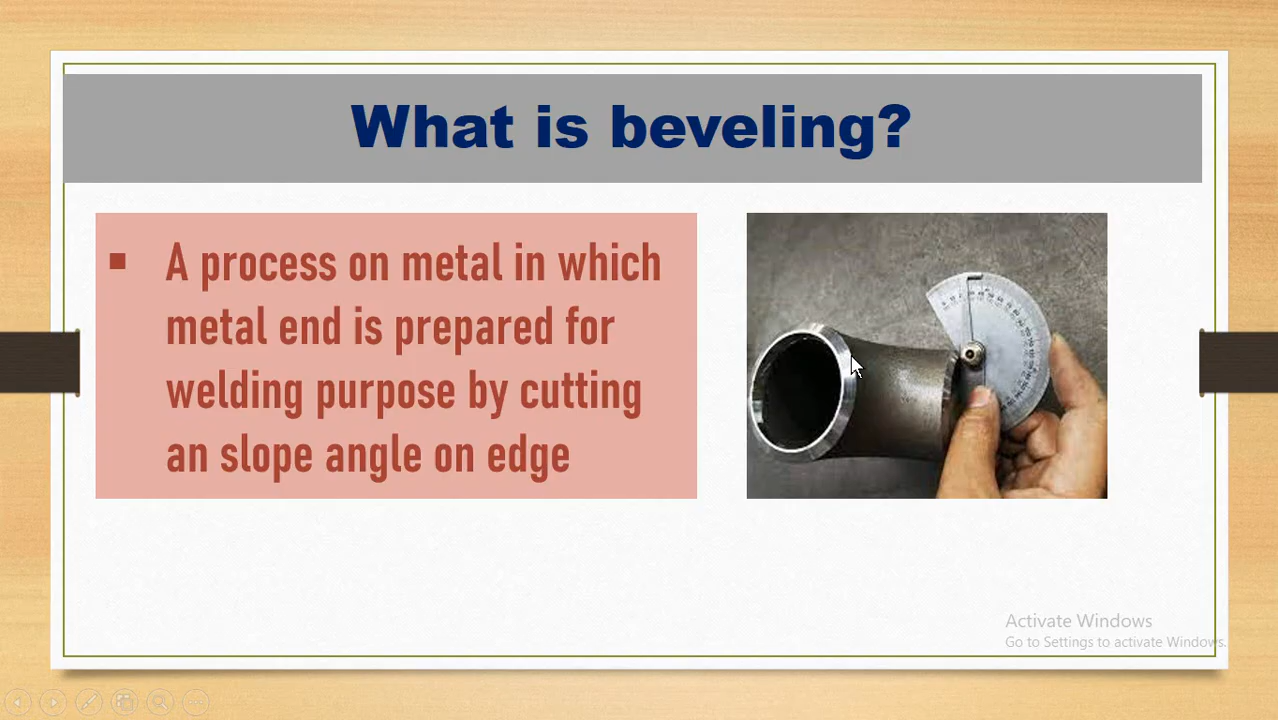 What is beveling?
▪ A process on metal in which
metal end is prepared for
welding purpose by cutting
an slope angle on edge
Activate Windows
Go to Settings to activate Windows.